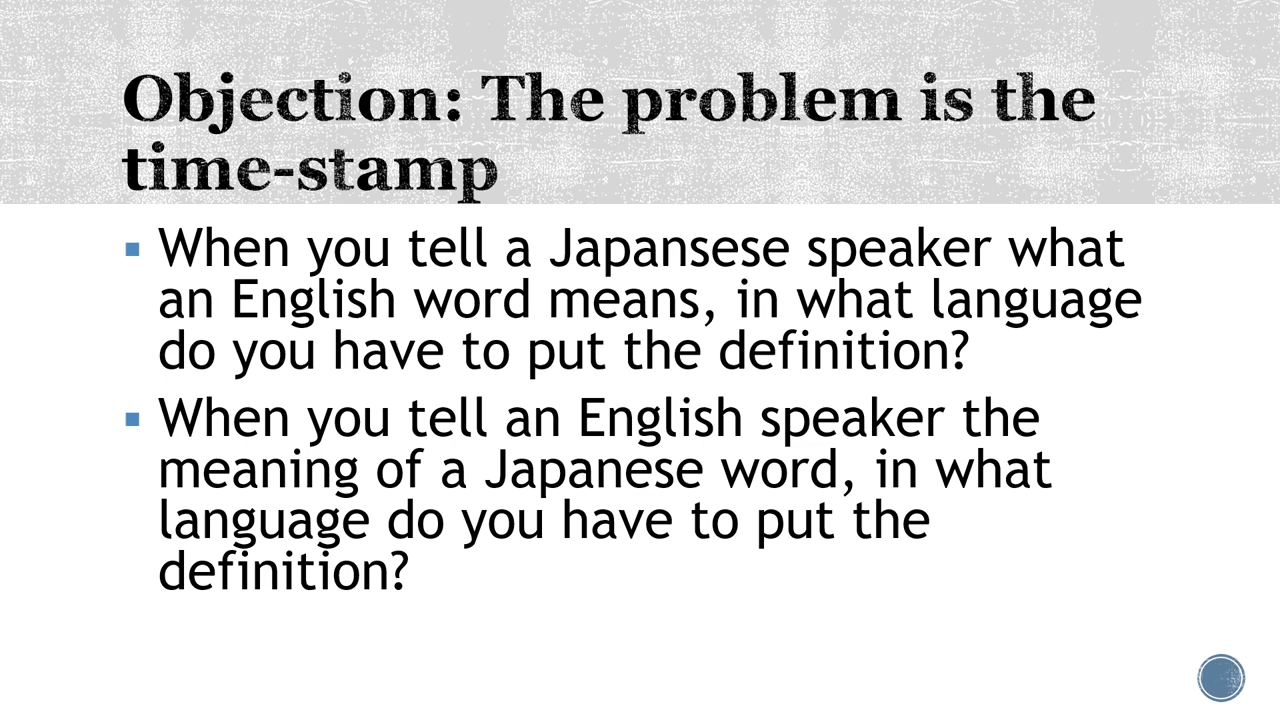 Objection: The problem is the
time-stamp
When you tell a Japansese speaker what
an English word means, in what language
do you have to put the definition?
When you tell an English speaker the
meaning of a Japanese word, in what
language do you have to put the
definition?